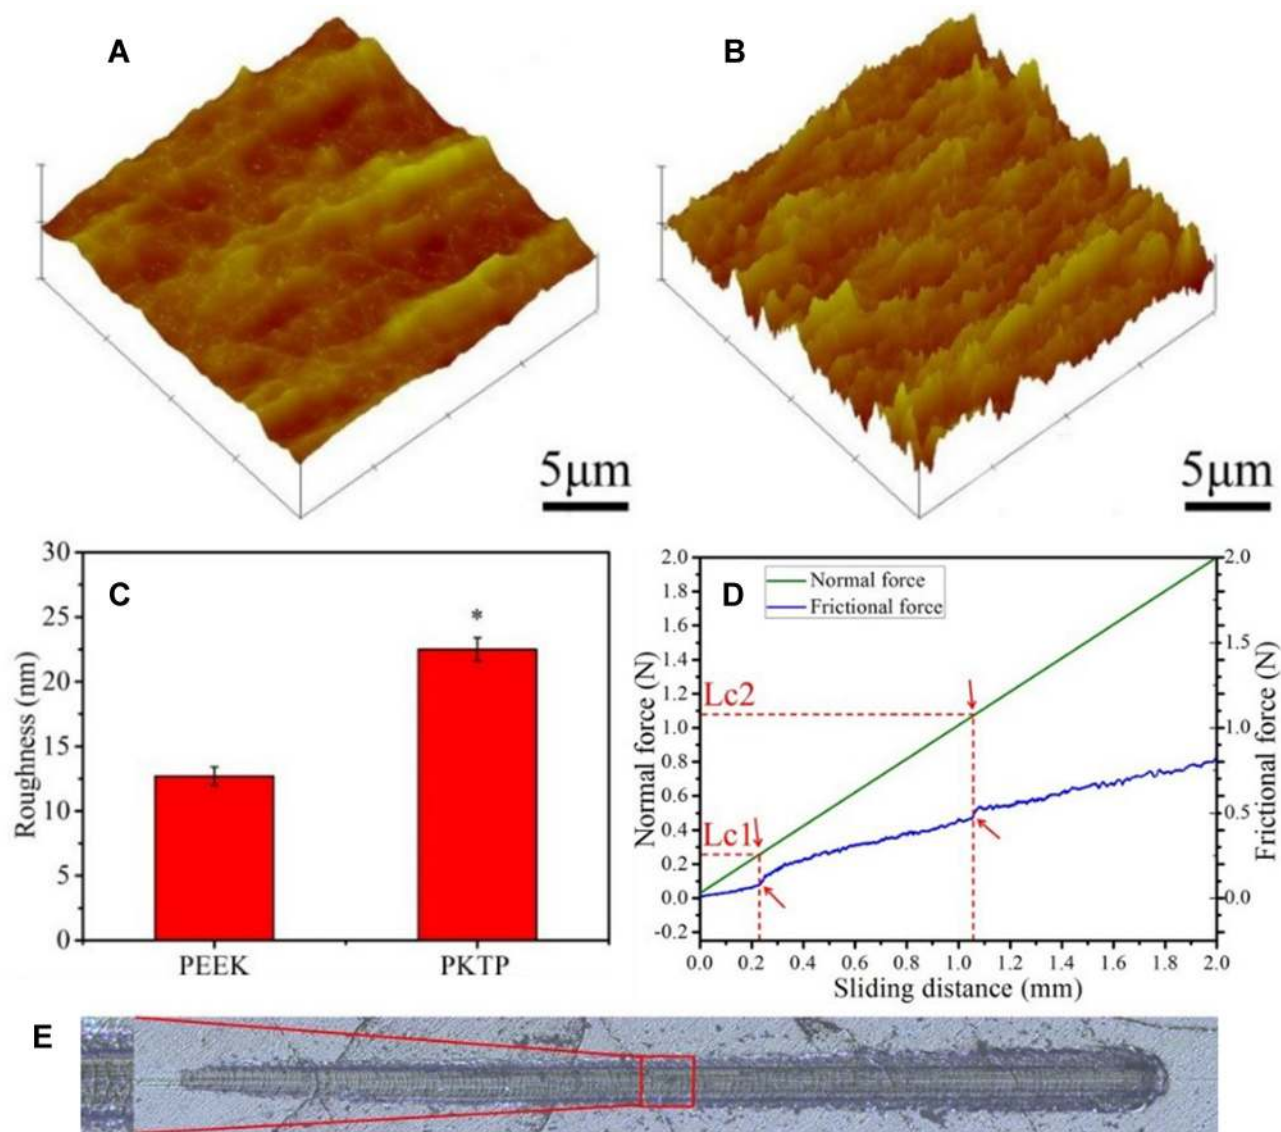 A
B
5μm
5μm
C
30
25
20
15
10
5
0
Roughness (nm)
*
PEEK
PKTP
D
Normal force
Frictional force
2.0
1.8
1.6
1.4
1.2
1.0
0.8
0.6
0.4
0.2
0.0
-0.2
Normal force (N)
Lc2
Lc1
2.0
1.5
1.0
0.5
0.0
Frictional force (N)
0.0 0.2 0.4 0.6 0.8 1.0 1.2 1.4 1.6 1.8 2.0
Sliding distance (mm)
E